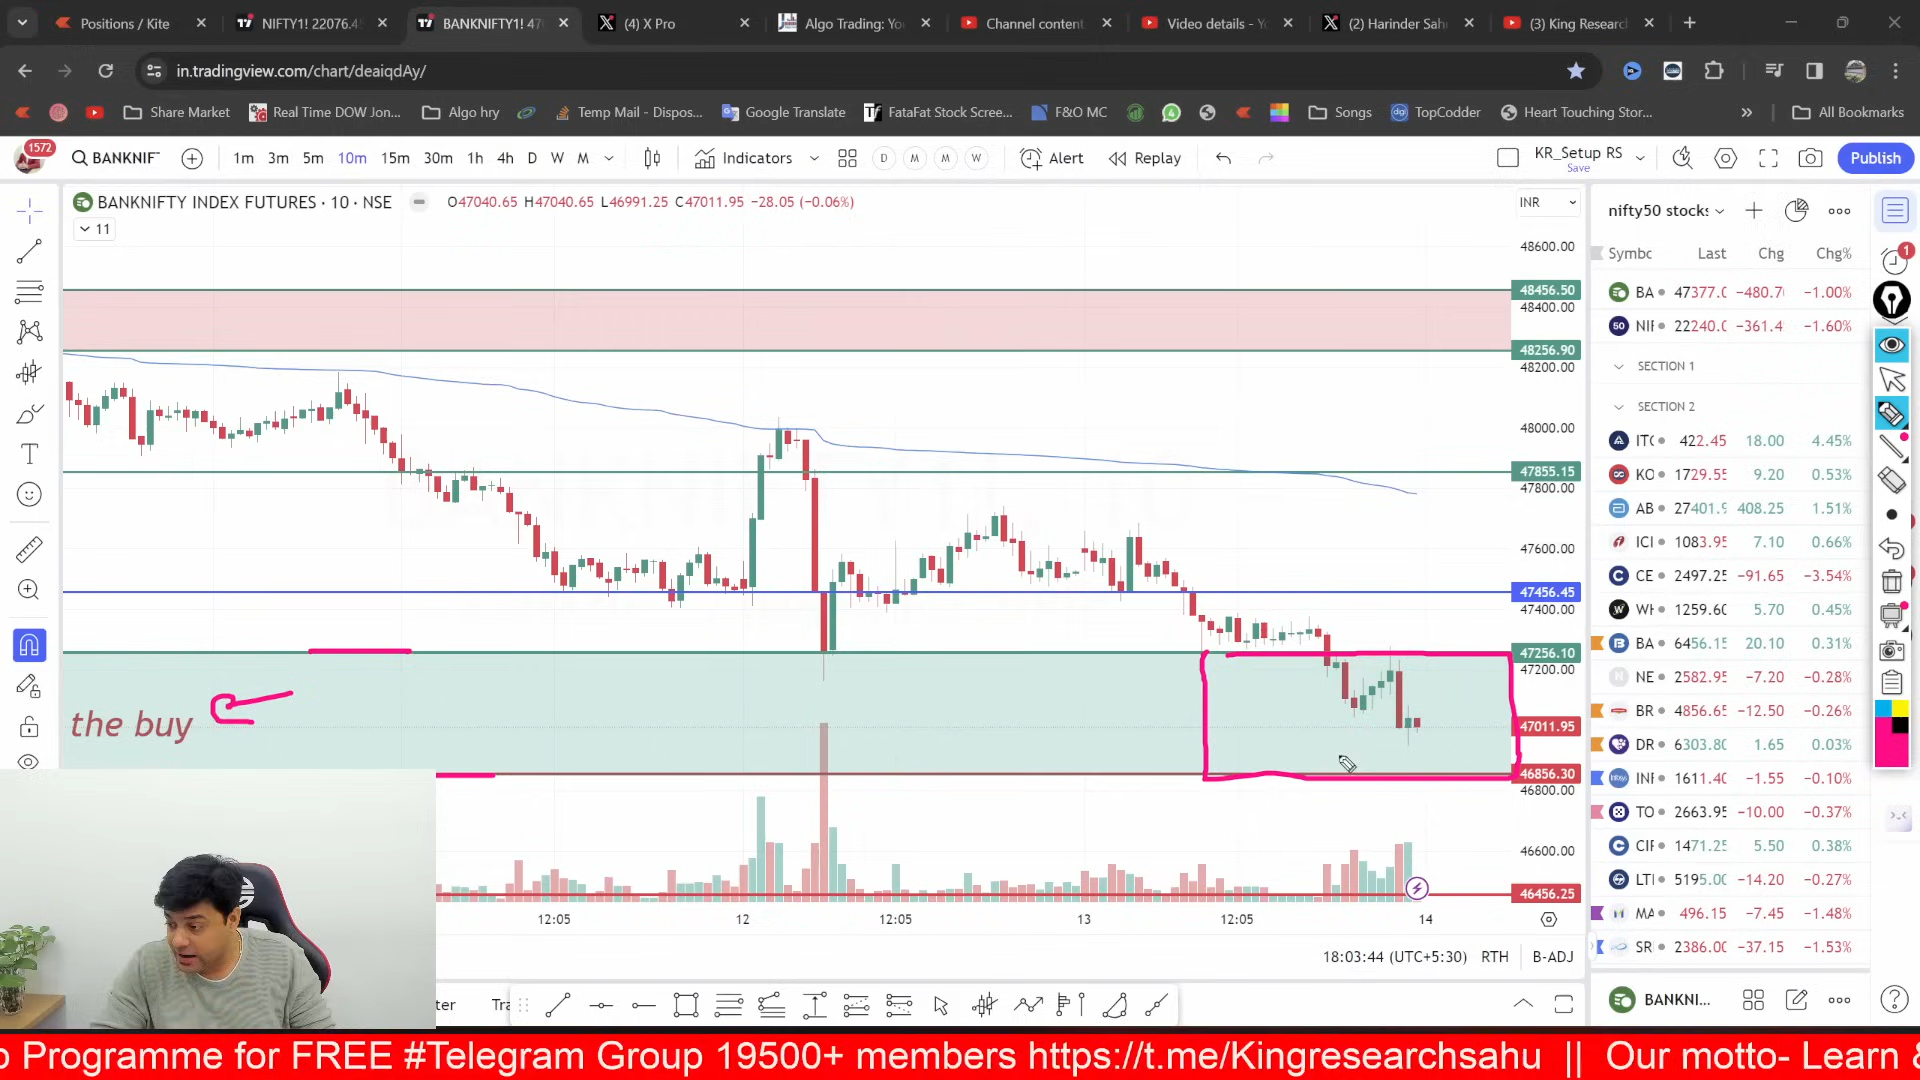 Positions / Kite
NIFTY1! 22076.4
BANKNIFTY1! 47
(4) X Pro
Algo Trading: Yo
Channel content
Video details - Yo
(2) Harinder Sah
(3) King Researc
in.tradingview.com/chart/deaiqdAy/
Share Market
Real Time DOW Jon...
Algo hry
Temp Mail - Dispos...
Google Translate
FataFat Stock Scree...
F&O MC
Songs
TopCodder
Heart Touching Stor...
»
All Bookmarks
1572
BANKNIF
1m 3m 5m 10m 15m 30m 1h 4h D W M
Indicators
D M M W
Alert
Replay
KR_Setup RS
Save
Publish
BANKNIFTY INDEX FUTURES · 10 · NSE
O47040.65 H47040.65 L46991.25 C47011.95 −28.05 (−0.06%)
INR
11
48600.00
48456.50
48400.00
48256.90
48200.00
48000.00
47855.15
47800.00
47600.00
47456.45
47400.00
47256.10
47200.00
47011.95
46856.30
46800.00
46600.00
46456.25
the buy
12:05 12 12:05 13 12:05 14
18:03:44 (UTC+5:30) RTH B-ADJ
ter
Tra
nifty50 stocks
Symbc Last Chg Chg%
BA 47377.0 −480.7 −1.00%
NIF 22240.0 −361.4 −1.60%
SECTION 1
SECTION 2
ITC 422.45 18.00 4.45%
KO 1729.55 9.20 0.53%
AB 27401.9 408.25 1.51%
ICI 1083.95 7.10 0.66%
CE 2497.25 −91.65 −3.54%
WH 1259.60 5.70 0.45%
BA 6456.15 20.10 0.31%
NE 2582.95 −7.20 −0.28%
BR 4856.65 −12.50 −0.26%
DR 6303.80 1.65 0.03%
INF 1611.40 −1.55 −0.10%
TO 2663.95 −10.00 −0.37%
CIF 1471.25 5.50 0.38%
LTI 5195.00 −14.20 −0.27%
MA 496.15 −7.45 −1.48%
SRI 2386.00 −37.15 −1.53%
BANKNI...
1
p Programme for FREE #Telegram Group 19500+ members https://t.me/Kingresearchsahu || Our motto- Learn &